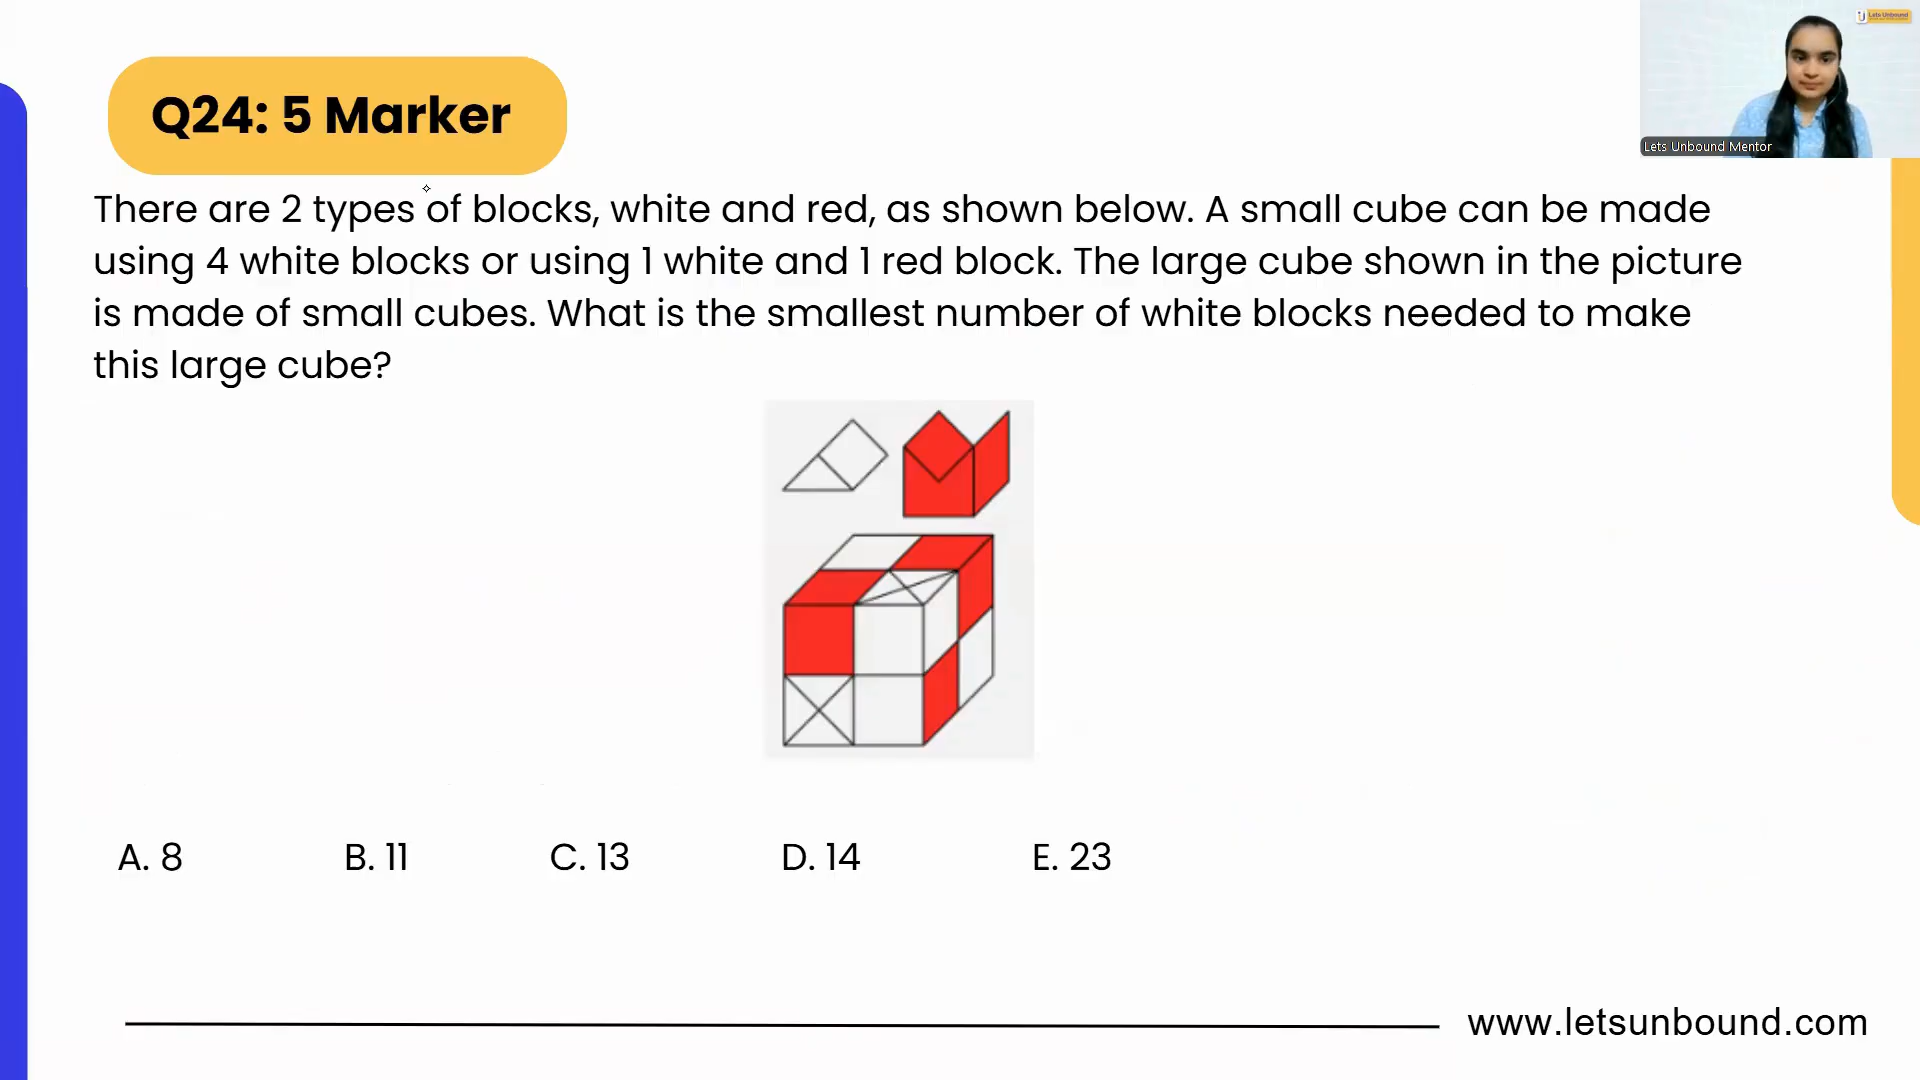 Lets Unbound
Lets Unbound Mentor
Q24: 5 Marker
There are 2 types of blocks, white and red, as shown below. A small cube can be made
using 4 white blocks or using 1 white and 1 red block. The large cube shown in the picture
is made of small cubes. What is the smallest number of white blocks needed to make
this large cube?
A. 8 B. 11 C. 13 D. 14 E. 23
www.letsunbound.com